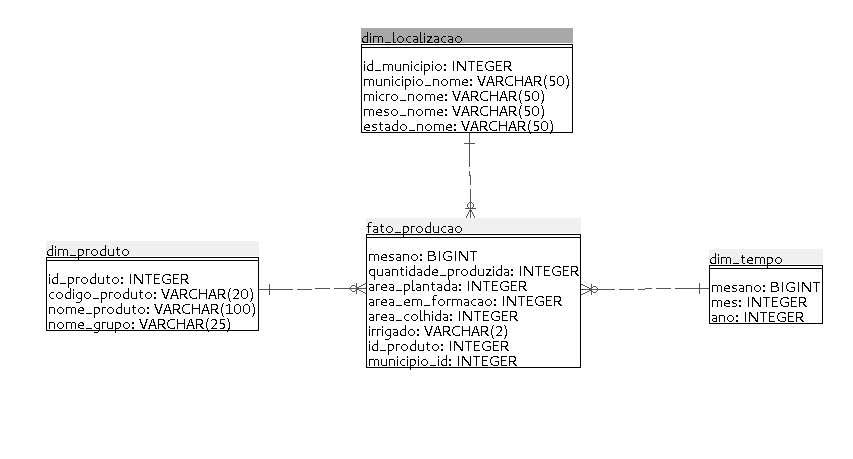 dim_localizacao
id_municipio: INTEGER
municipio_nome: VARCHAR(50)
micro_nome: VARCHAR(50)
meso_nome: VARCHAR(50)
estado_nome: VARCHAR(50)
dim_produto
id_produto: INTEGER
codigo_produto: VARCHAR(20)
nome_produto: VARCHAR(100)
nome_grupo: VARCHAR(25)
fato_producao
mesano: BIGINT
quantidade_produzida: INTEGER
area_plantada: INTEGER
area_em_formacao: INTEGER
area_colhida: INTEGER
irrigado: VARCHAR(2)
id_produto: INTEGER
municipio_id: INTEGER
dim_tempo
mesano: BIGINT
mes: INTEGER
ano: INTEGER